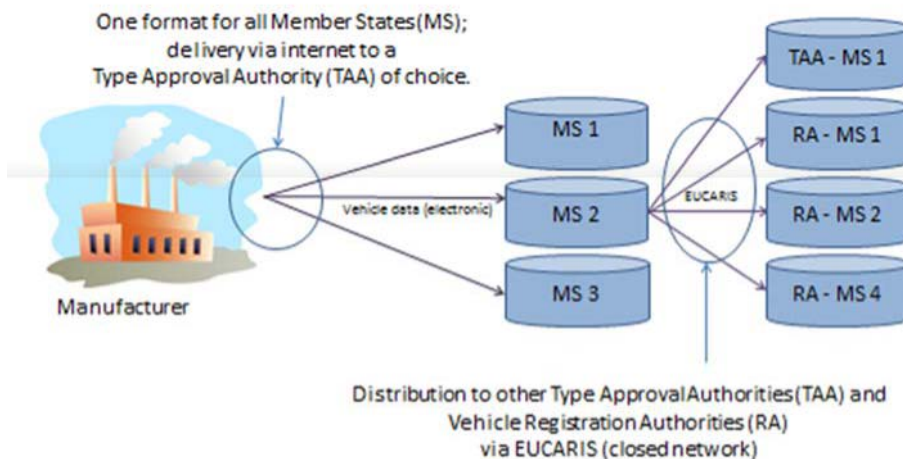 One format for all Member States(MS);
delivery via internet to a
Type Approval Authority (TAA) of choice.
TAA - MS 1
MS 1
RA - MS 1
Vehicle data (electronic)
MS 2
EUCARIS
RA - MS 2
MS 3
RA - MS 4
Manufacturer
Distribution to other Type Approval Authorities (TAA) and
Vehicle Registration Authorities (RA)
via EUCARIS (closed network)